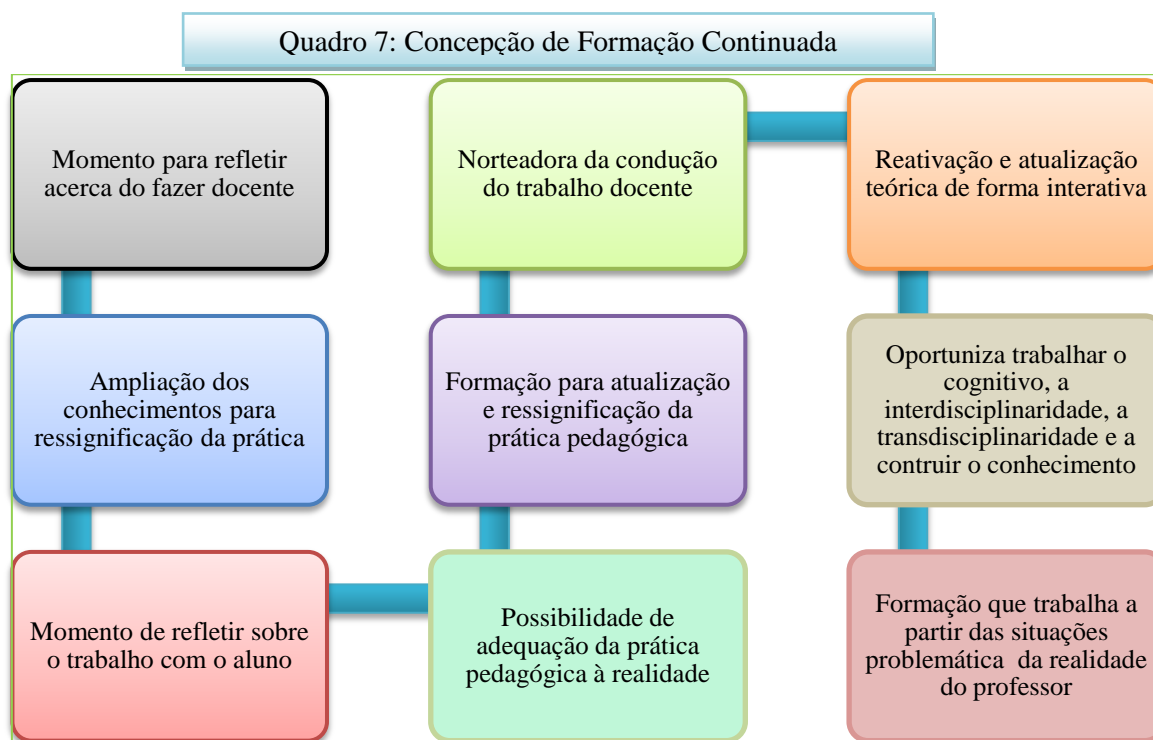 Quadro 7: Concepção de Formação Continuada
Momento para refletir
acerca do fazer docente
Ampliação dos
conhecimentos para
ressignificação da prática
Momento de refletir sobre
o trabalho com o aluno
Possibilidade de
adequação da prática
pedagógica à realidade
Formação para atualização
e ressignificação da
prática pedagógica
Norteadora da condução
do trabalho docente
Reativação e atualização
teórica de forma interativa
Oportuniza trabalhar o
cognitivo, a
interdisciplinaridade, a
transdisciplinaridade e a
contruir o conhecimento
Formação que trabalha a
partir das situações
problemática da realidade
do professor